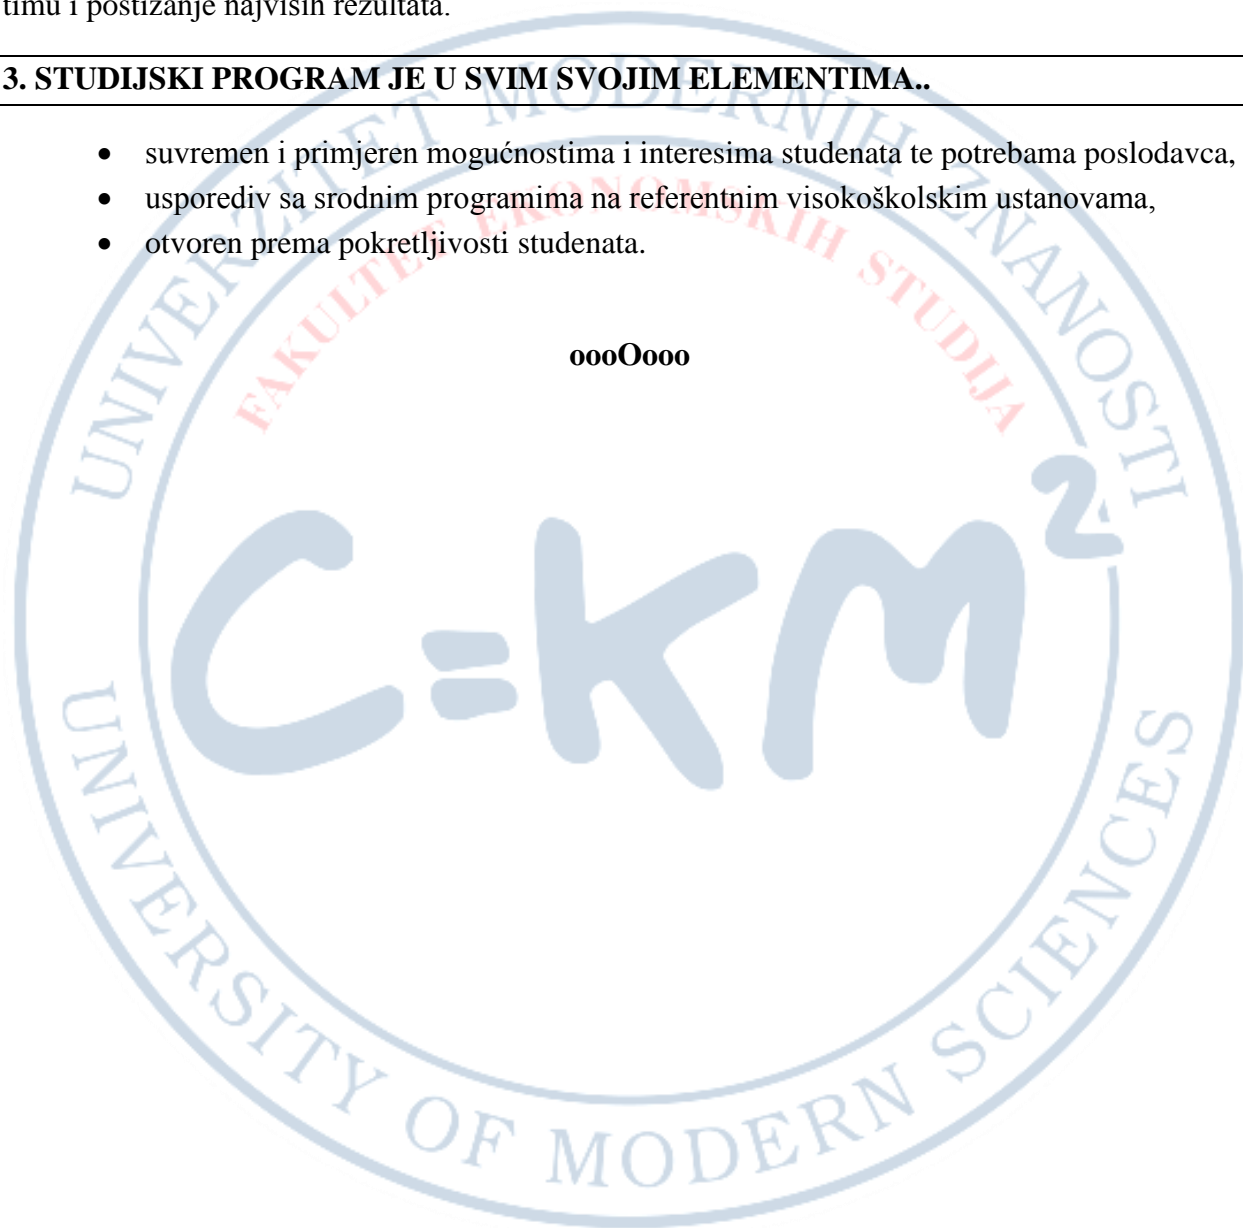 timu i postizanje najviših rezultata.
3. STUDIJSKI PROGRAM JE U SVIM SVOJIM ELEMENTIMA..
• suvremen i primjeren mogućnostima i interesima studenata te potrebama poslodavca,
• usporediv sa srodnim programima na referentnim visokoškolskim ustanovama,
• otvoren prema pokretljivosti studenata.
oooOooo
UNIVERZITET MODERNIH ZNANOSTI
FAKULTET EKONOMSKIH STUDIJA
C=KM²
UNIVERSITY OF MODERN SCIENCES